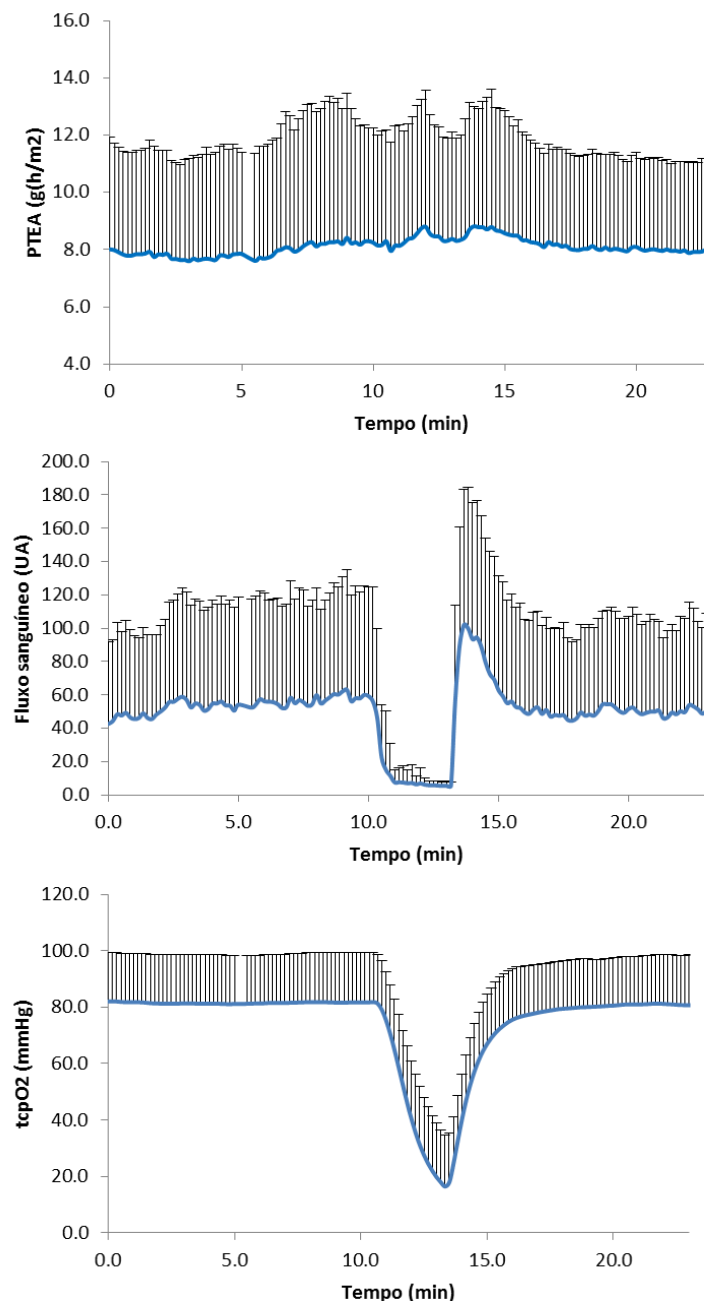 16.0
14.0
12.0
10.0
8.0
6.0
4.0
PTEA (g(h/m2)
0 5 10 15 20
Tempo (min)
200.0
180.0
160.0
140.0
120.0
100.0
80.0
60.0
40.0
20.0
0.0
Fluxo sanguíneo (UA)
0.0 5.0 10.0 15.0 20.0
Tempo (min)
120.0
100.0
80.0
60.0
40.0
20.0
0.0
tcpO2 (mmHg)
0.0 5.0 10.0 15.0 20.0
Tempo (min)